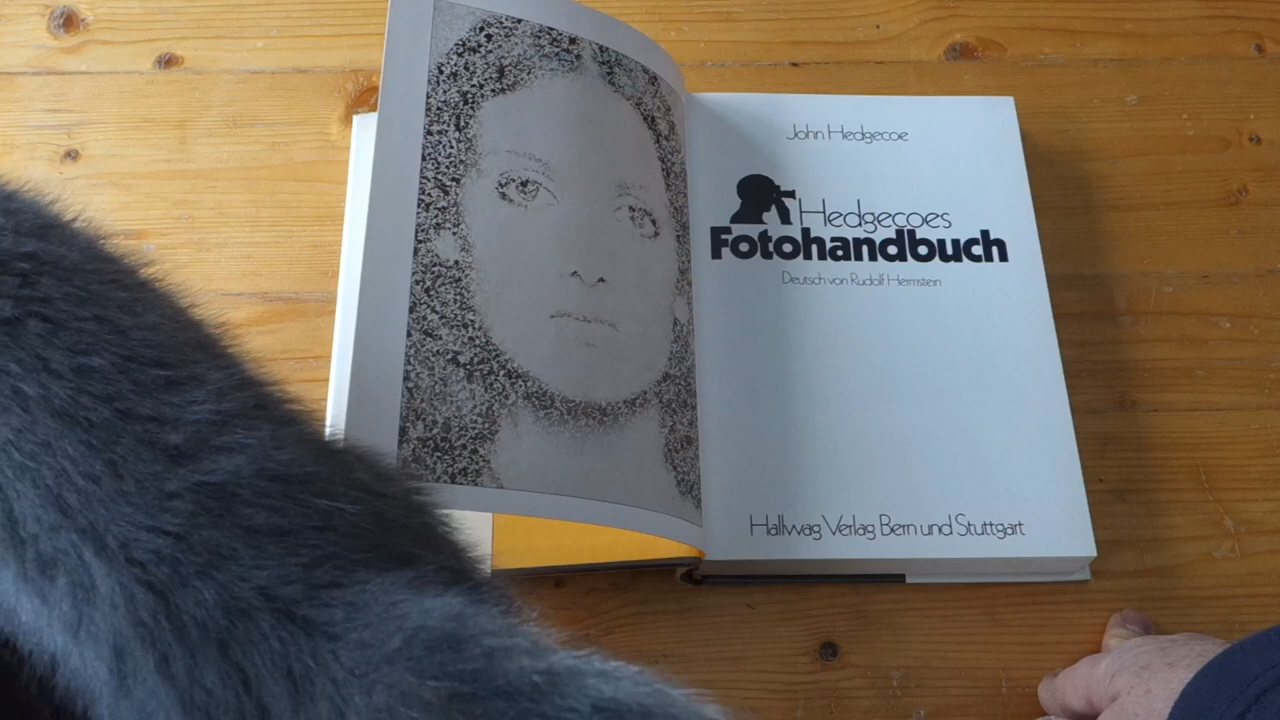 John Hedgecoe
Hedgecoes
Fotohandbuch
Deutsch von Rudolf Hermstein
Hallwag Verlag Bern und Stuttgart